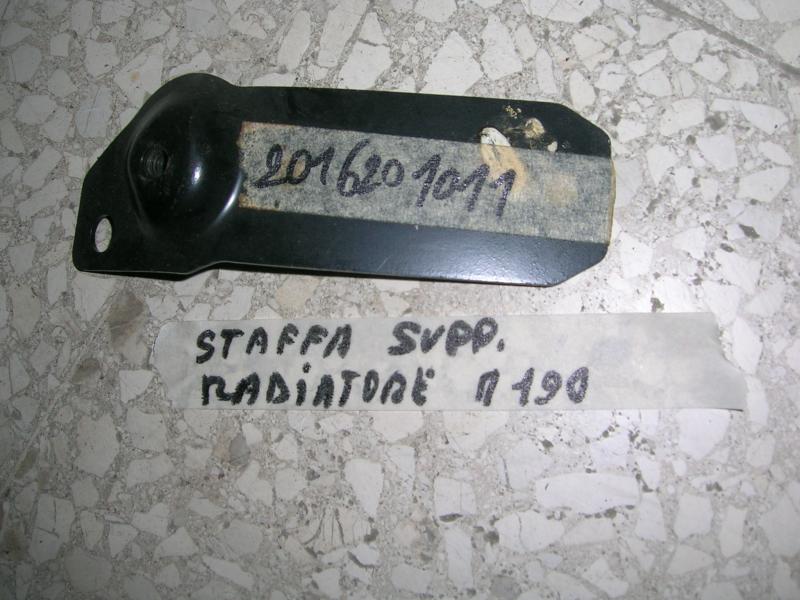 2016201011
STAFFA SUPP.
RADIATORE M 190